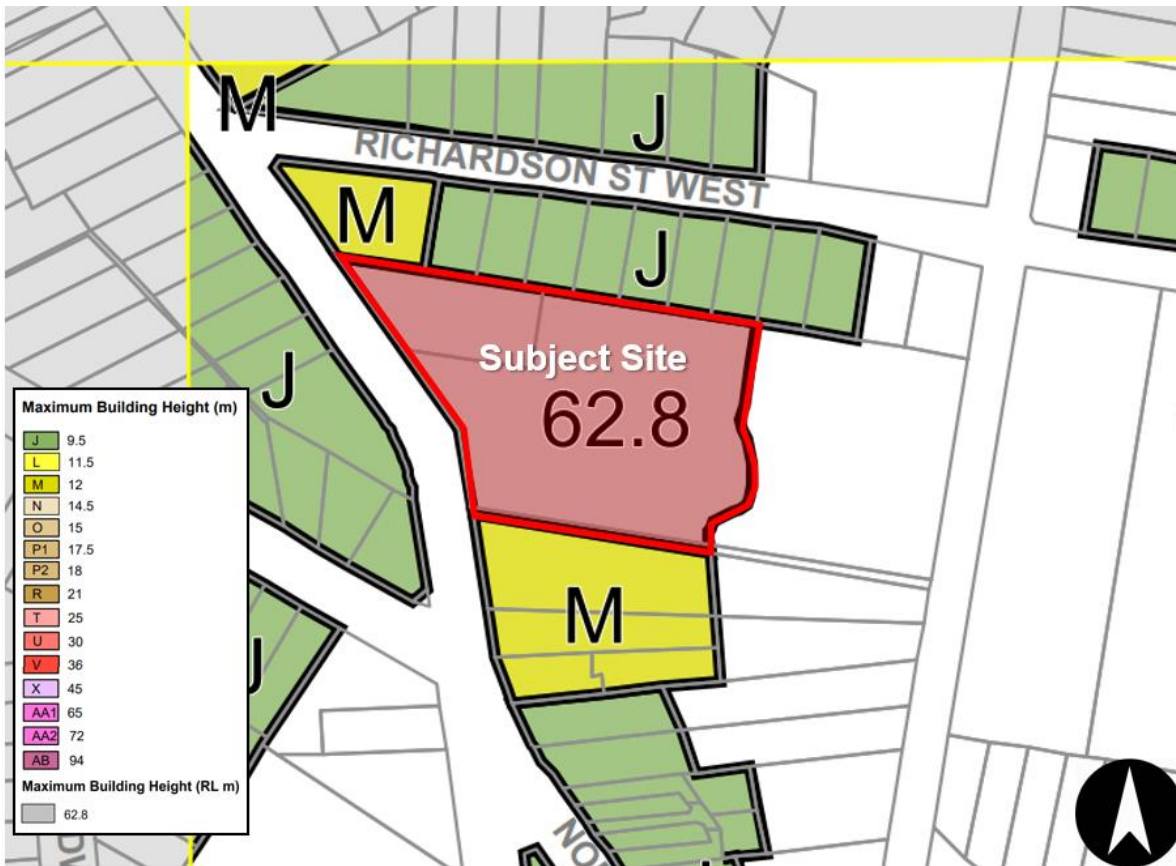 M
J
RICHARDSON ST WEST
M
J
Subject Site
62.8
J
M
J
Maximum Building Height (m)
J 9.5
L 11.5
M 12
N 14.5
O 15
P1 17.5
P2 18
R 21
T 25
U 30
V 36
X 45
AA1 65
AA2 72
AB 94
Maximum Building Height (RL m)
62.8